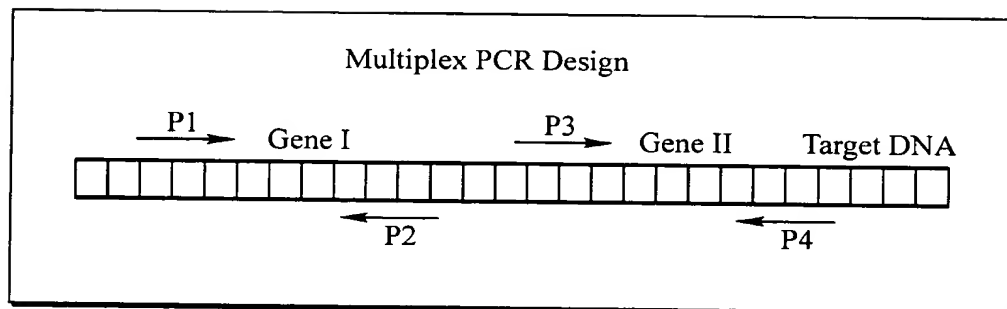 Multiplex PCR Design
P1 Gene I P3 Gene II Target DNA
P2 P4